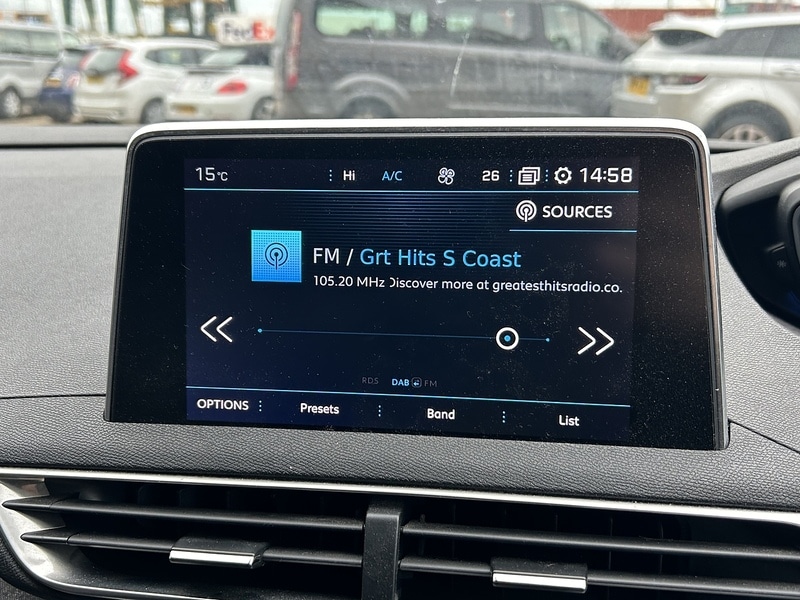 FedEx
15°C Hi A/C 26 14:58
SOURCES
FM / Grt Hits S Coast
105.20 MHz Discover more at greatesthitsradio.co.
RDS DAB FM
OPTIONS Presets Band List